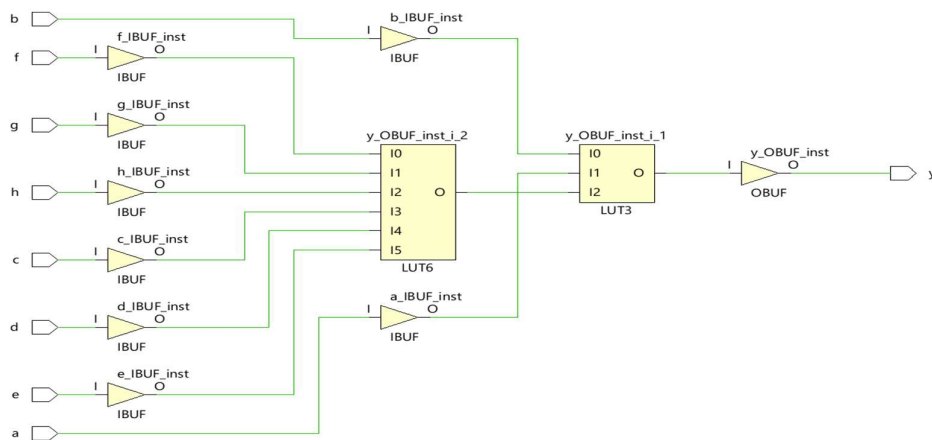 b
I
b_IBUF_inst
O
IBUF
f
I
f_IBUF_inst
O
IBUF
g
I
g_IBUF_inst
O
IBUF
h
I
h_IBUF_inst
O
IBUF
c
I
c_IBUF_inst
O
IBUF
d
I
d_IBUF_inst
O
IBUF
e
I
e_IBUF_inst
O
IBUF
a
I
a_IBUF_inst
O
IBUF
y_OBUF_inst_i_2
I0
I1
I2
I3
I4
I5
O
LUT6
y_OBUF_inst_i_1
I0
I1
I2
O
LUT3
y_OBUF_inst
I
O
OBUF
y